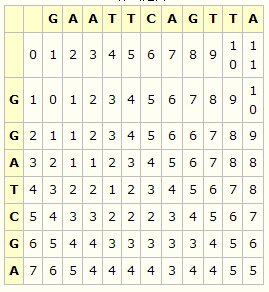 G A A T T C A G T T A
0 1 2 3 4 5 6 7 8 9 10 11
G 1 0 1 2 3 4 5 6 7 8 9 10
G 2 1 1 2 3 4 5 6 6 7 8 9
A 3 2 1 1 2 3 4 5 6 7 8 8
T 4 3 2 2 1 2 3 4 5 6 7 8
C 5 4 3 3 2 2 2 3 4 5 6 7
G 6 5 4 4 3 3 3 3 3 4 5 6
A 7 6 5 4 4 4 4 3 4 4 5 5